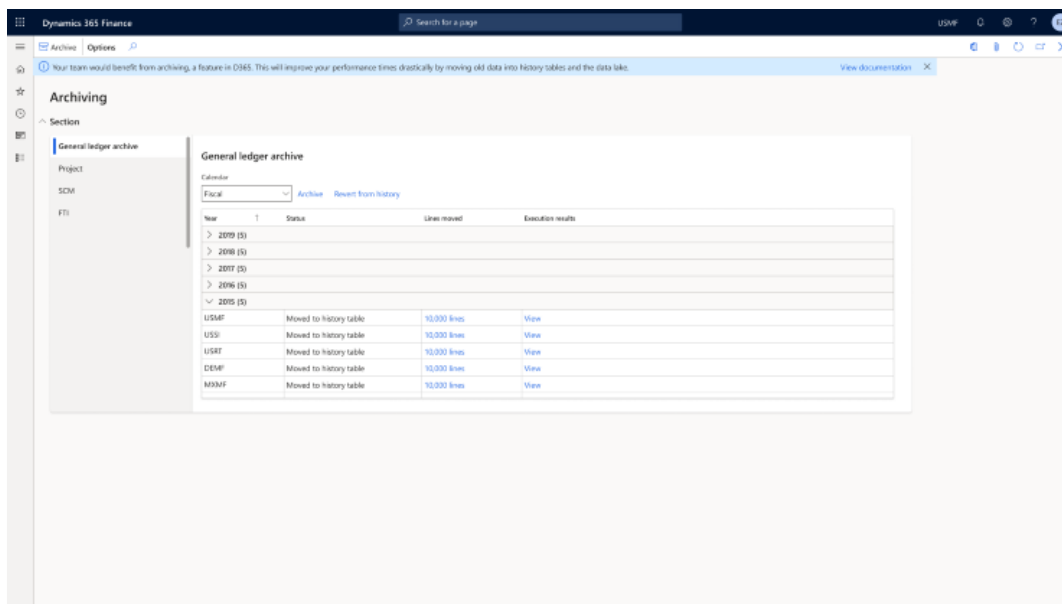 Dynamics 365 Finance
Search for a page
USMF
?
Archive Options
Your team would benefit from archiving, a feature in D365. This will improve your performance times drastically by moving old data into history tables and the data lake.
View documentation
Archiving
Section
General ledger archive
Project
SCM
FTI
General ledger archive
Calendar
Fiscal
Archive Revert from history
Year Status Lines moved Execution results
2019 (5)
2018 (5)
2017 (5)
2016 (5)
2015 (5)
USMF Moved to history table 10,000 lines View
USSI Moved to history table 10,000 lines View
USRT Moved to history table 10,000 lines View
DEMF Moved to history table 10,000 lines View
MXMF Moved to history table 10,000 lines View